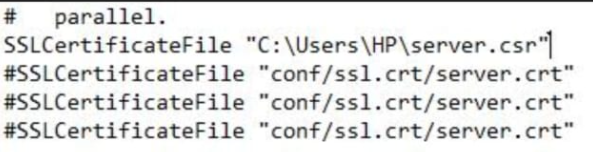 #   parallel.
SSLCertificateFile "C:\Users\HP\server.csr"
#SSLCertificateFile "conf/ssl.crt/server.crt"
#SSLCertificateFile "conf/ssl.crt/server.crt"
#SSLCertificateFile "conf/ssl.crt/server.crt"